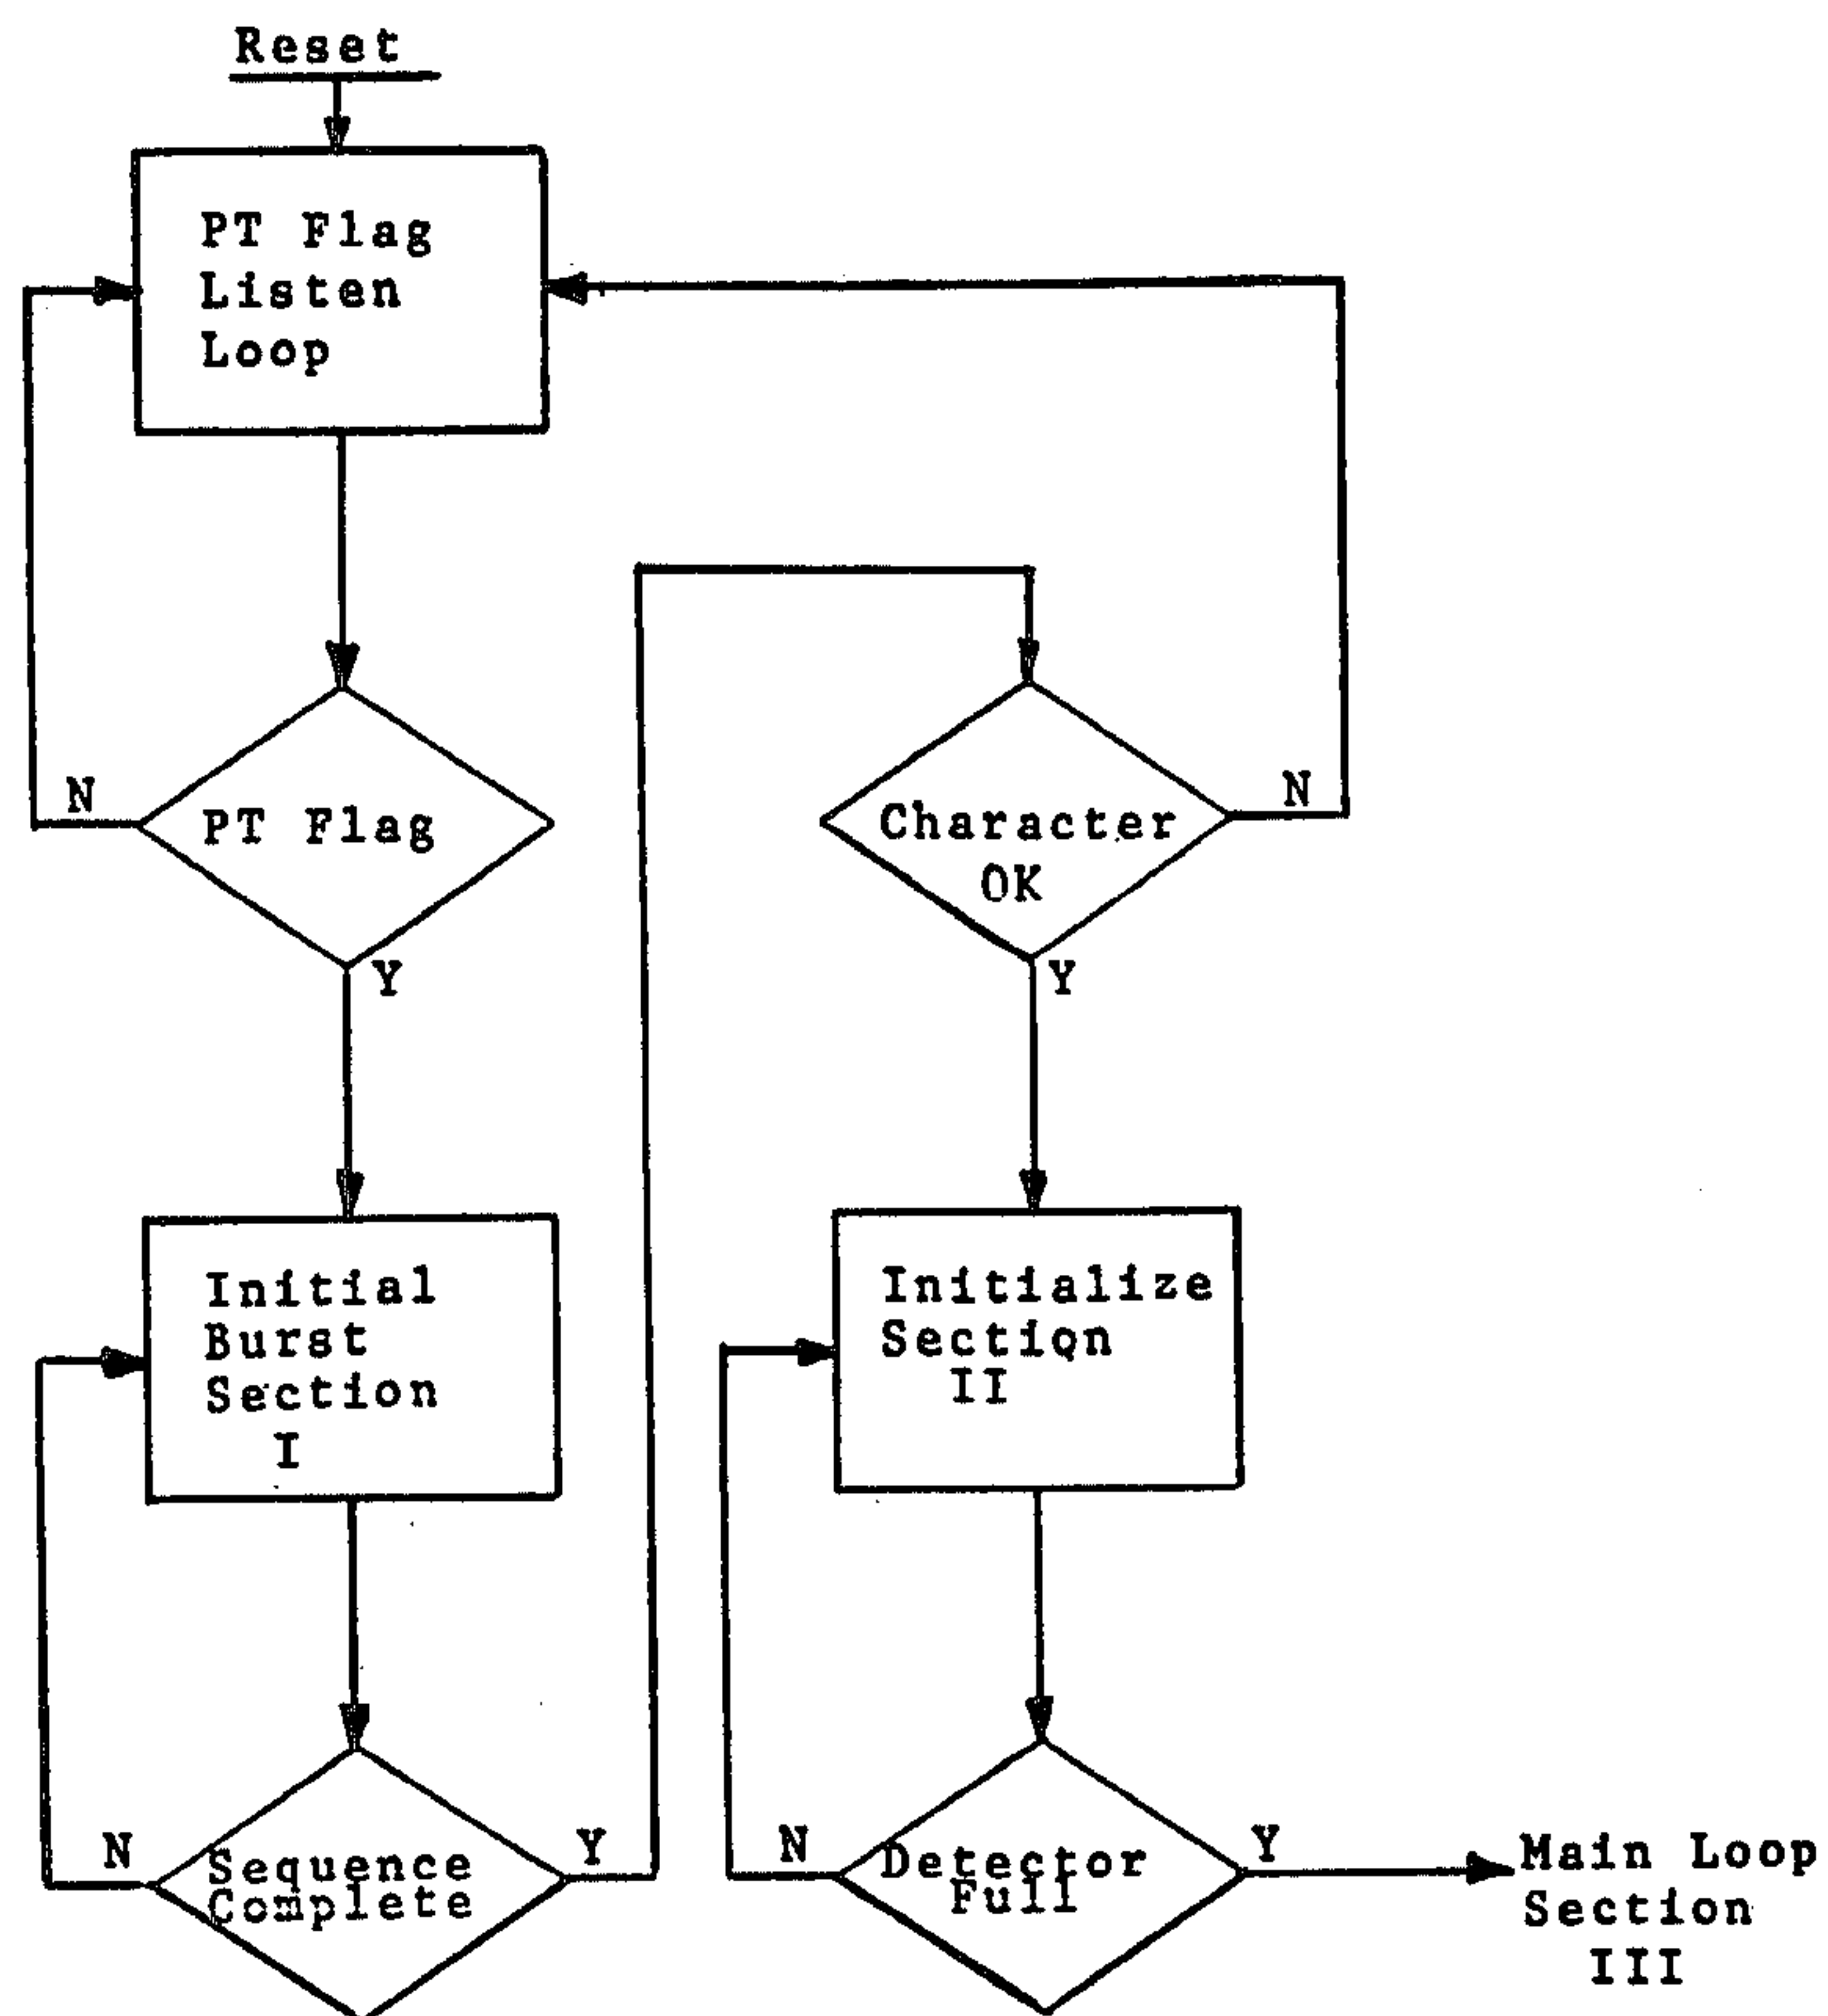 Reset
PT Flag
Listen
Loop
N
PT Flag
Y
Initial
Burst
Section
I
N
Sequence
Complete
Y
Character
OK
N
Y
Initialize
Section
II
N
Detector
Full
Y
Main Loop
Section
III